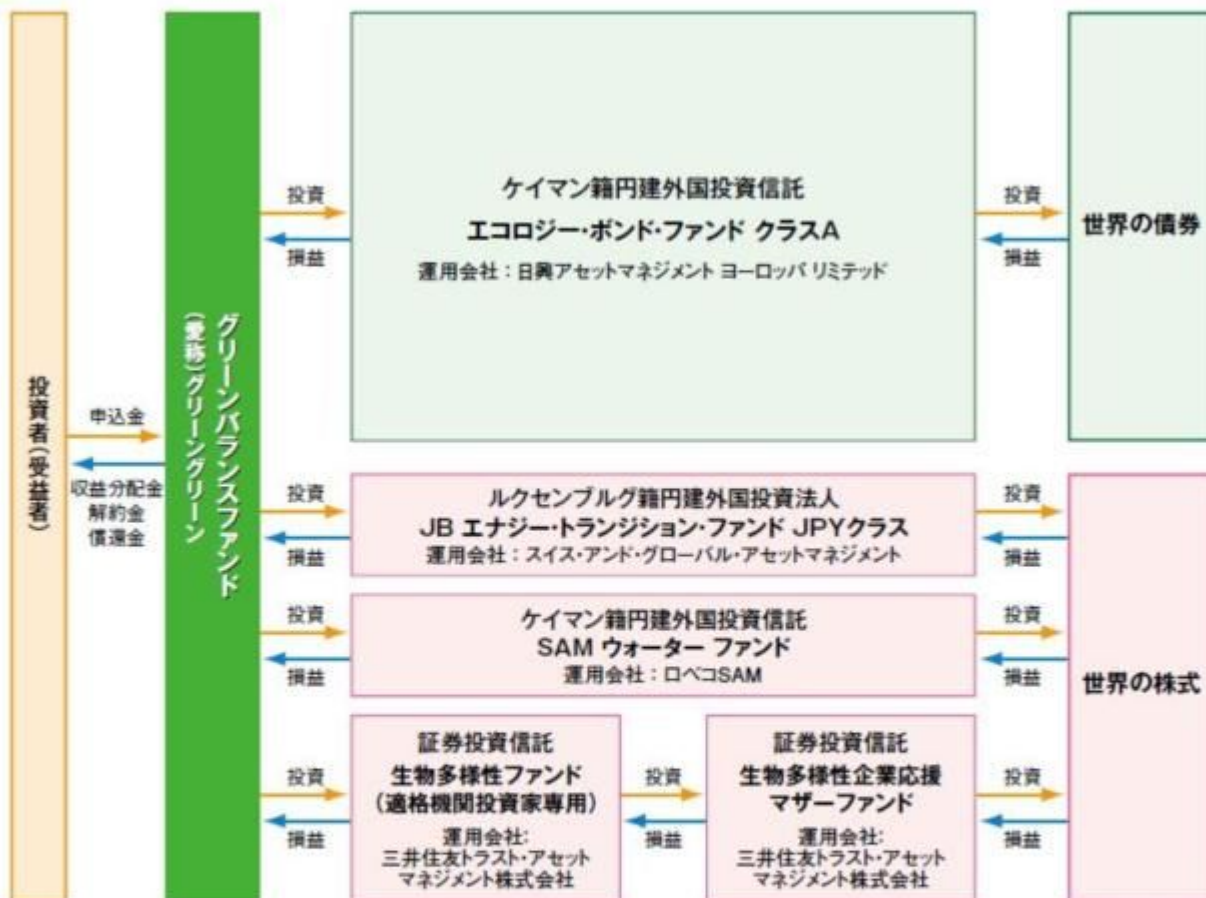 投資者(受益者)
申込金
収益分配金
解約金
償還金
グリーンバランスファンド
(愛称)グリーングリーン
投資
損益
ケイマン籍円建外国投資信託
エコロジー・ボンド・ファンド クラスA
運用会社:日興アセットマネジメント ヨーロッパ リミテッド
投資
損益
世界の債券
投資
損益
ルクセンブルグ籍円建外国投資法人
JB エナジー・トランジション・ファンド JPYクラス
運用会社:スイス・アンド・グローバル・アセットマネジメント
投資
損益
投資
損益
ケイマン籍円建外国投資信託
SAM ウォーター ファンド
運用会社:ロベコSAM
投資
損益
世界の株式
投資
損益
証券投資信託
生物多様性ファンド
(適格機関投資家専用)
運用会社:
三井住友トラスト・アセット
マネジメント株式会社
投資
損益
証券投資信託
生物多様性企業応援
マザーファンド
運用会社:
三井住友トラスト・アセット
マネジメント株式会社
投資
損益